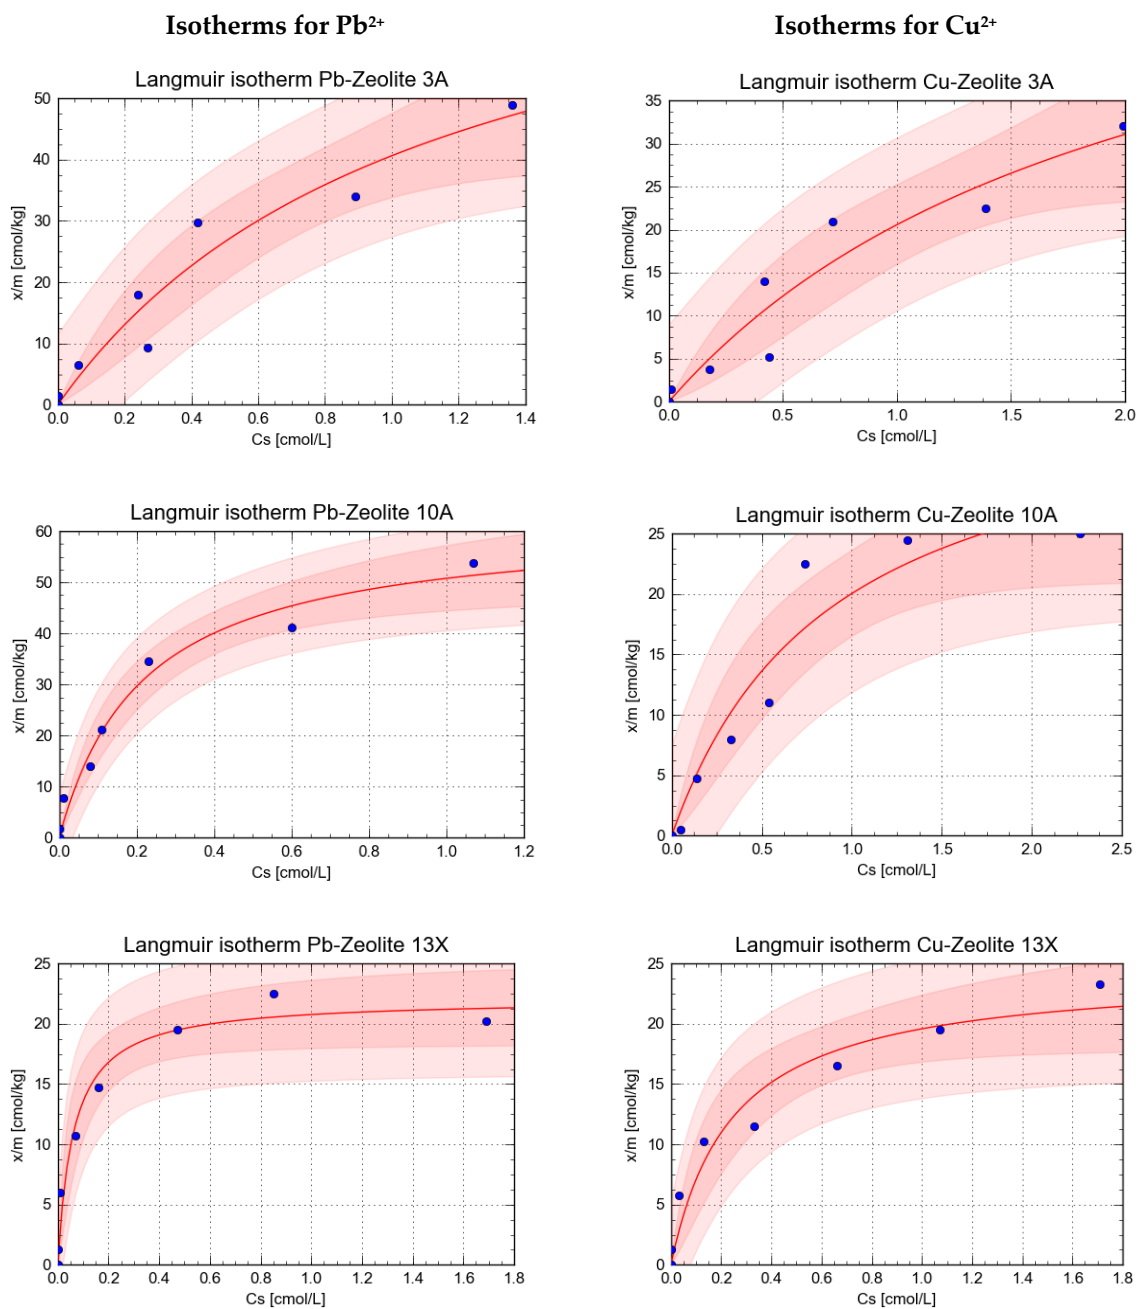 Isotherms for Pb²⁺
Isotherms for Cu²⁺
Langmuir isotherm Pb-Zeolite 3A
50
40
30
20
10
0
x/m [cmol/kg]
0.0 0.2 0.4 0.6 0.8 1.0 1.2 1.4
Cs [cmol/L]
Langmuir isotherm Cu-Zeolite 3A
35
30
25
20
15
10
5
0
x/m [cmol/kg]
0.0 0.5 1.0 1.5 2.0
Cs [cmol/L]
Langmuir isotherm Pb-Zeolite 10A
60
50
40
30
20
10
0
x/m [cmol/kg]
0.0 0.2 0.4 0.6 0.8 1.0 1.2
Cs [cmol/L]
Langmuir isotherm Cu-Zeolite 10A
25
20
15
10
5
0
x/m [cmol/kg]
0.0 0.5 1.0 1.5 2.0 2.5
Cs [cmol/L]
Langmuir isotherm Pb-Zeolite 13X
25
20
15
10
5
0
x/m [cmol/kg]
0.0 0.2 0.4 0.6 0.8 1.0 1.2 1.4 1.6 1.8
Cs [cmol/L]
Langmuir isotherm Cu-Zeolite 13X
25
20
15
10
5
0
x/m [cmol/kg]
0.0 0.2 0.4 0.6 0.8 1.0 1.2 1.4 1.6 1.8
Cs [cmol/L]